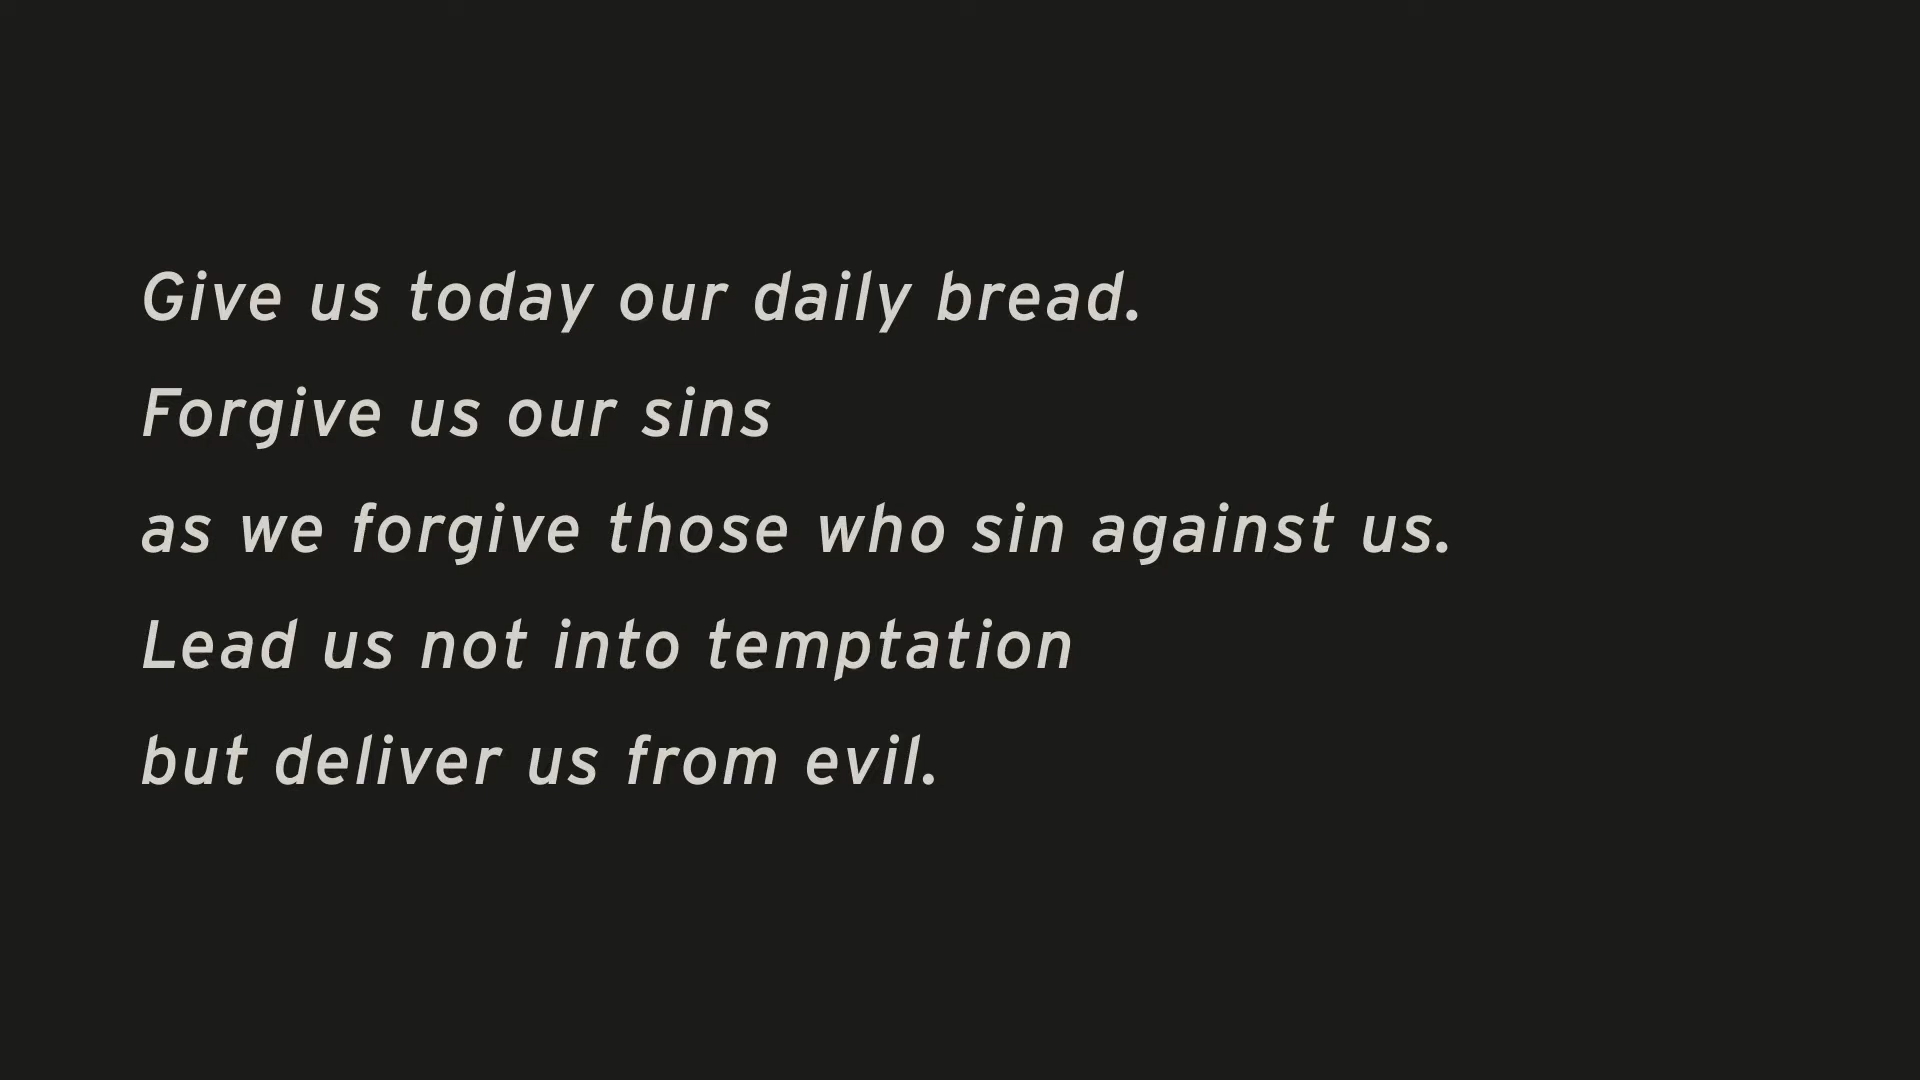 Give us today our daily bread.
Forgive us our sins
as we forgive those who sin against us.
Lead us not into temptation
but deliver us from evil.